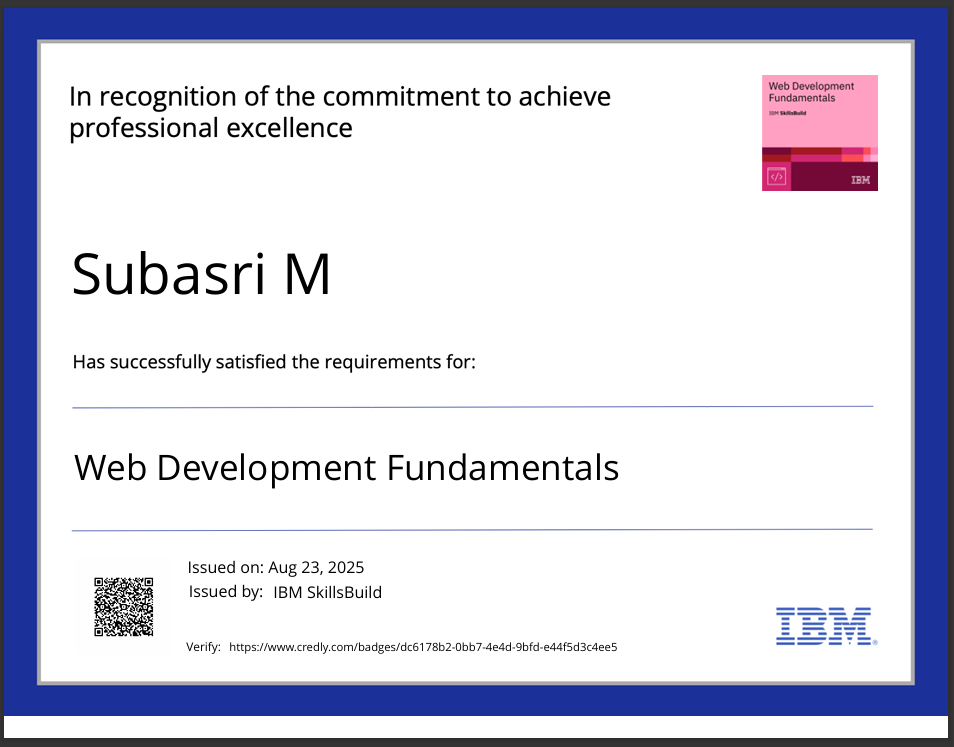 In recognition of the commitment to achieve
professional excellence
Web Development
Fundamentals
IBM SkillsBuild
</>
IBM
Subasri M
Has successfully satisfied the requirements for:
Web Development Fundamentals
Issued on: Aug 23, 2025
Issued by: IBM SkillsBuild
Verify: https://www.credly.com/badges/dc6178b2-0bb7-4e4d-9bfd-e44f5d3c4ee5
IBM®